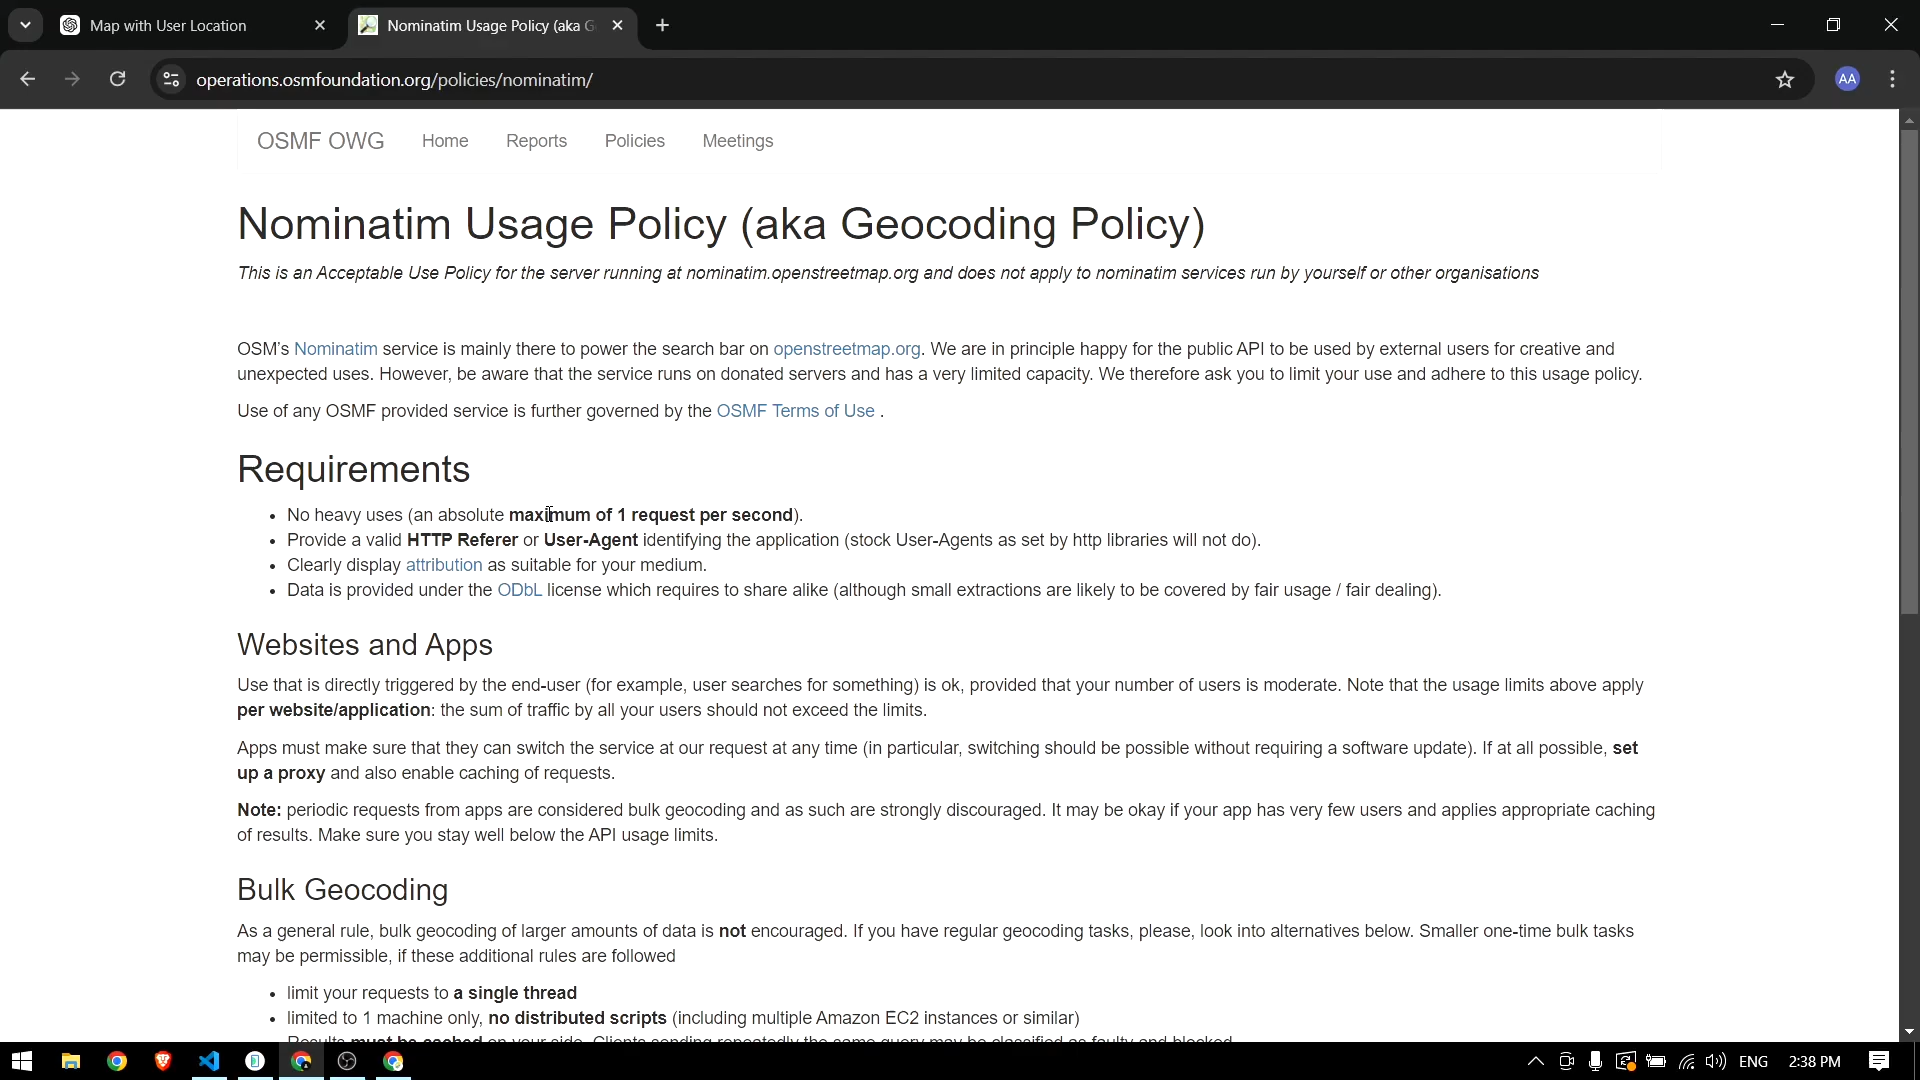 Map with User Location
Nominatim Usage Policy (aka G
operations.osmfoundation.org/policies/nominatim/
AA
OSMF OWG Home Reports Policies Meetings
Nominatim Usage Policy (aka Geocoding Policy)
This is an Acceptable Use Policy for the server running at nominatim.openstreetmap.org and does not apply to nominatim services run by yourself or other organisations
OSM's Nominatim service is mainly there to power the search bar on openstreetmap.org. We are in principle happy for the public API to be used by external users for creative and
unexpected uses. However, be aware that the service runs on donated servers and has a very limited capacity. We therefore ask you to limit your use and adhere to this usage policy.
Use of any OSMF provided service is further governed by the OSMF Terms of Use .
Requirements
• No heavy uses (an absolute maximum of 1 request per second).
• Provide a valid HTTP Referer or User-Agent identifying the application (stock User-Agents as set by http libraries will not do).
• Clearly display attribution as suitable for your medium.
• Data is provided under the ODbL license which requires to share alike (although small extractions are likely to be covered by fair usage / fair dealing).
Websites and Apps
Use that is directly triggered by the end-user (for example, user searches for something) is ok, provided that your number of users is moderate. Note that the usage limits above apply
per website/application: the sum of traffic by all your users should not exceed the limits.
Apps must make sure that they can switch the service at our request at any time (in particular, switching should be possible without requiring a software update). If at all possible, set
up a proxy and also enable caching of requests.
Note: periodic requests from apps are considered bulk geocoding and as such are strongly discouraged. It may be okay if your app has very few users and applies appropriate caching
of results. Make sure you stay well below the API usage limits.
Bulk Geocoding
As a general rule, bulk geocoding of larger amounts of data is not encouraged. If you have regular geocoding tasks, please, look into alternatives below. Smaller one-time bulk tasks
may be permissible, if these additional rules are followed
• limit your requests to a single thread
• limited to 1 machine only, no distributed scripts (including multiple Amazon EC2 instances or similar)
Results must be cached on your side. Clients sending repeatedly the same query may be classified as faulty and blocked
ENG 2:38 PM